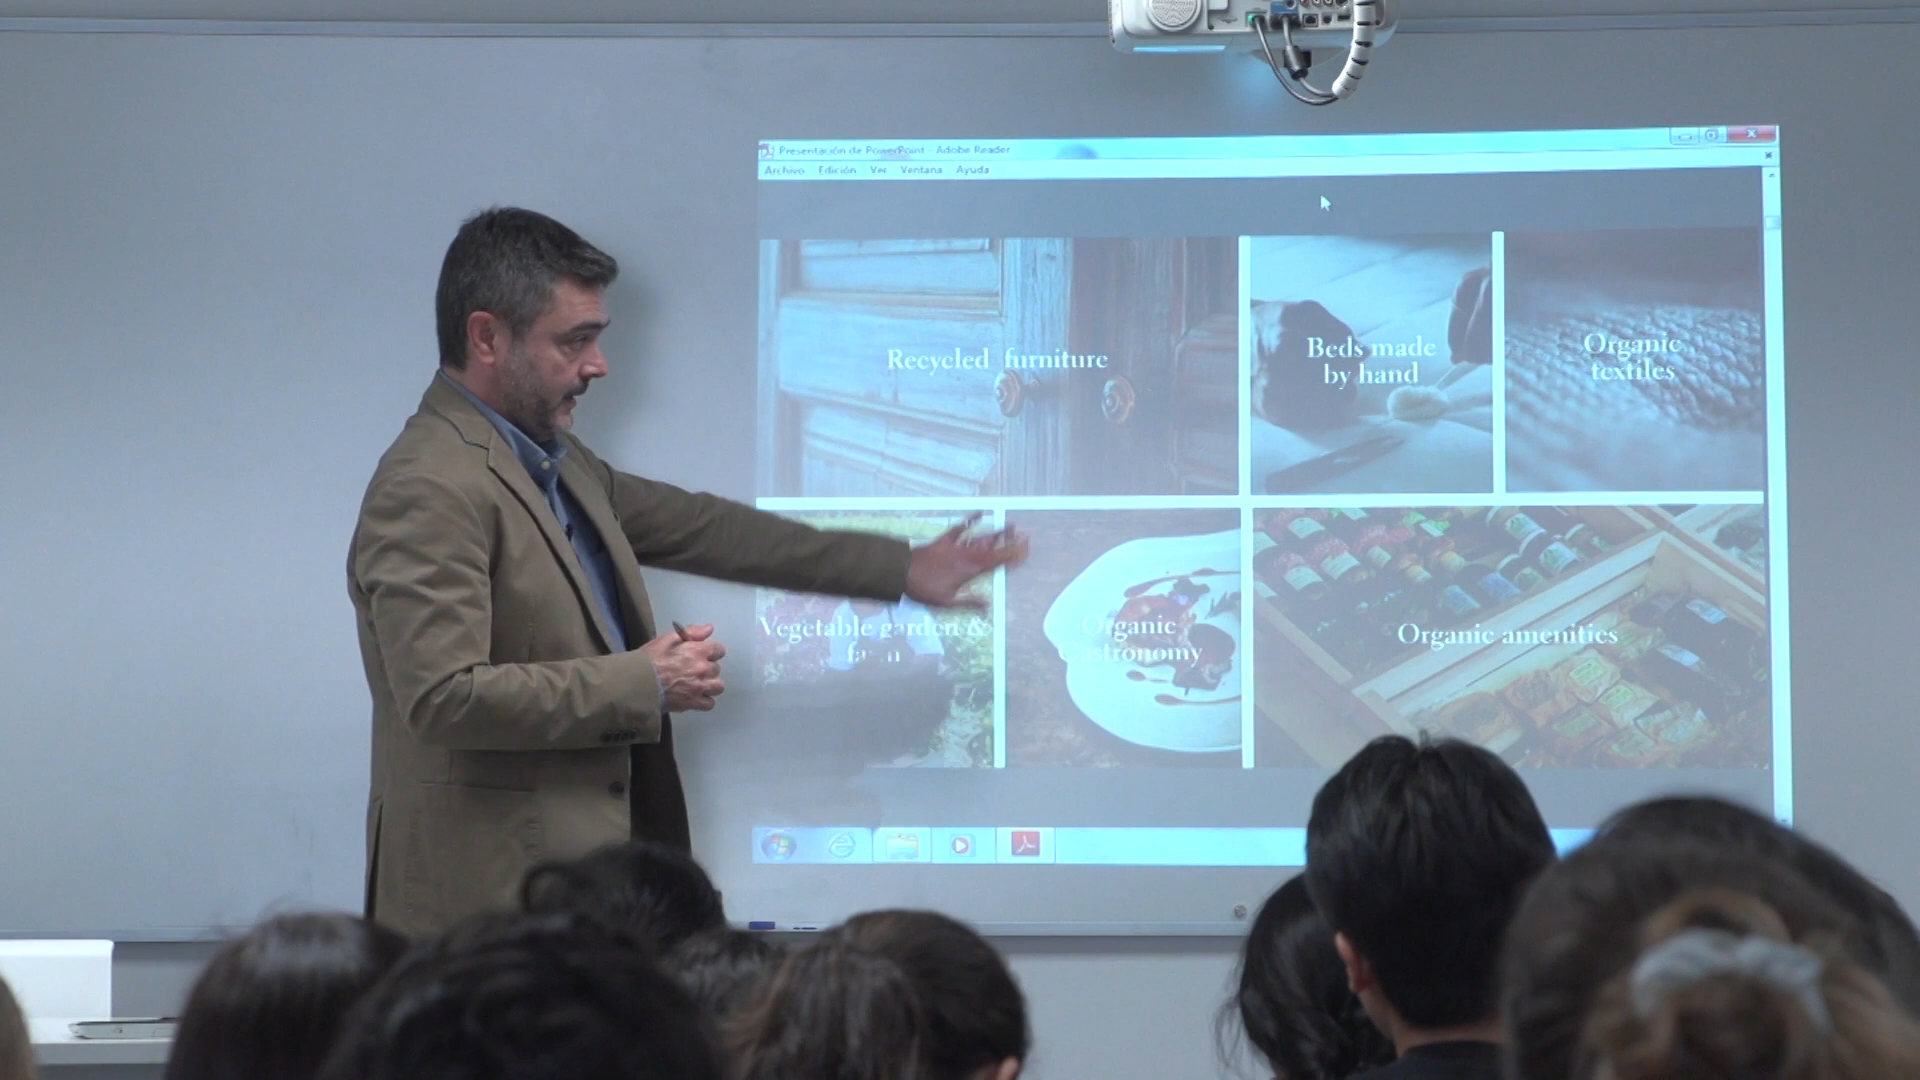 Presentación de PowerPoint - Adobe Reader
Archivo Edición Ver Ventana Ayuda
Recycled furniture
Beds made
by hand
Organic
textiles
Vegetable garden &
farm
Organic
Gastronomy
Organic amenities